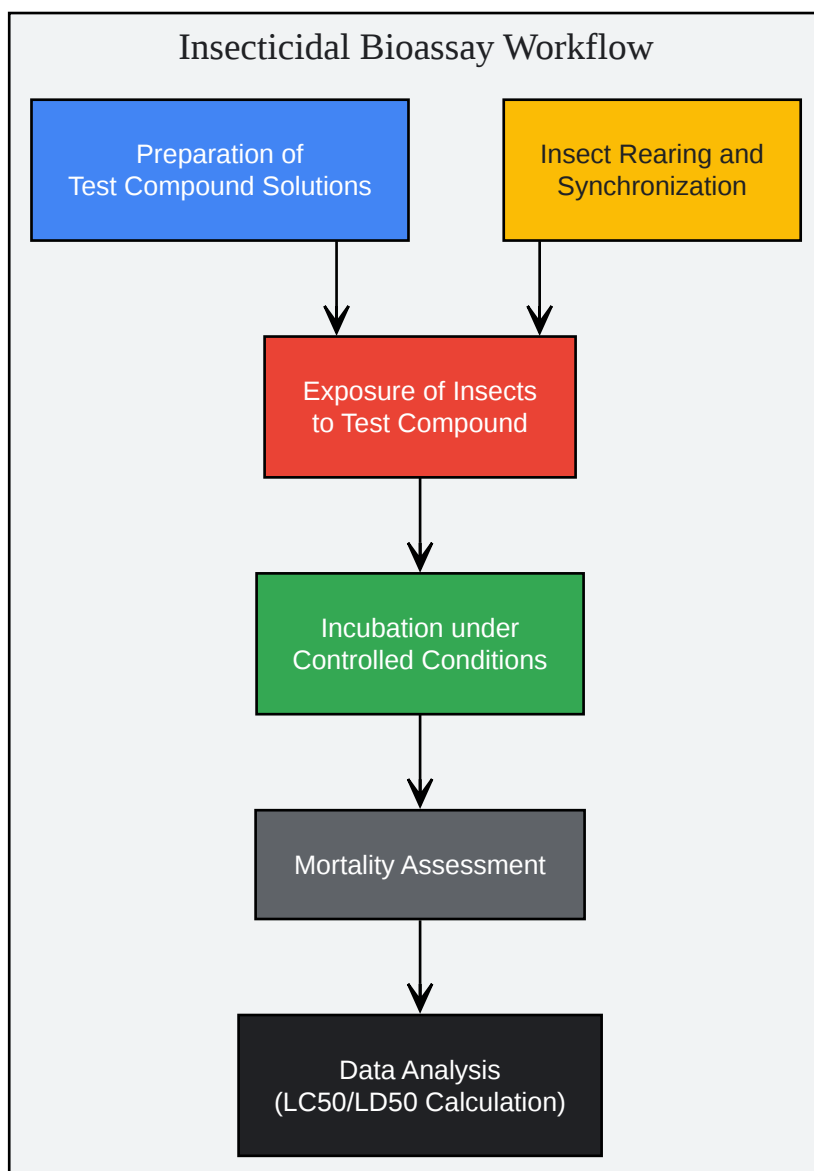 Insecticidal Bioassay Workflow
Preparation of
Test Compound Solutions
Insect Rearing and
Synchronization
Exposure of Insects
to Test Compound
Incubation under
Controlled Conditions
Mortality Assessment
Data Analysis
(LC50/LD50 Calculation)